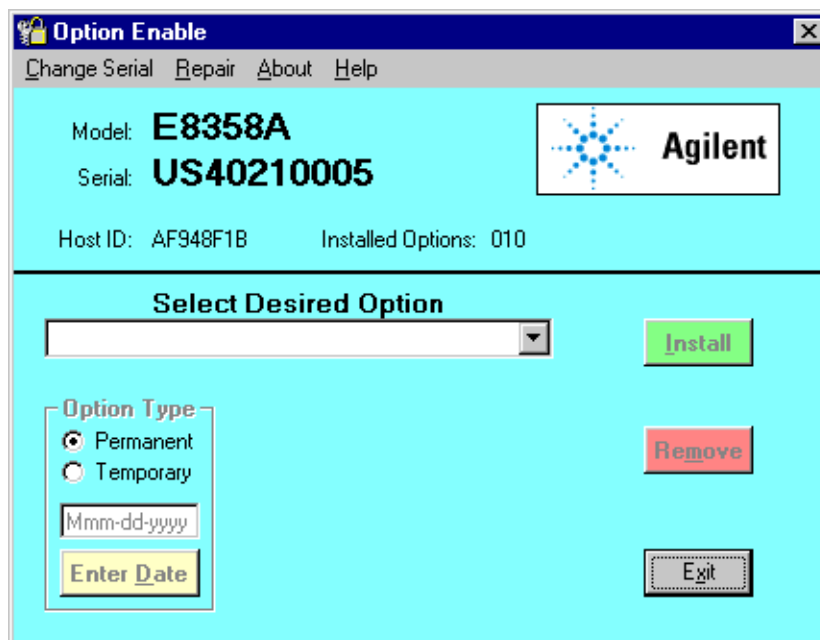 Option Enable
Change Serial Repair About Help
Model: E8358A
Serial: US40210005
Agilent
Host ID: AF948F1B Installed Options: 010
Select Desired Option
Install
Option Type
Permanent
Temporary
Remove
Mmm-dd-yyyy
Enter Date
Exit